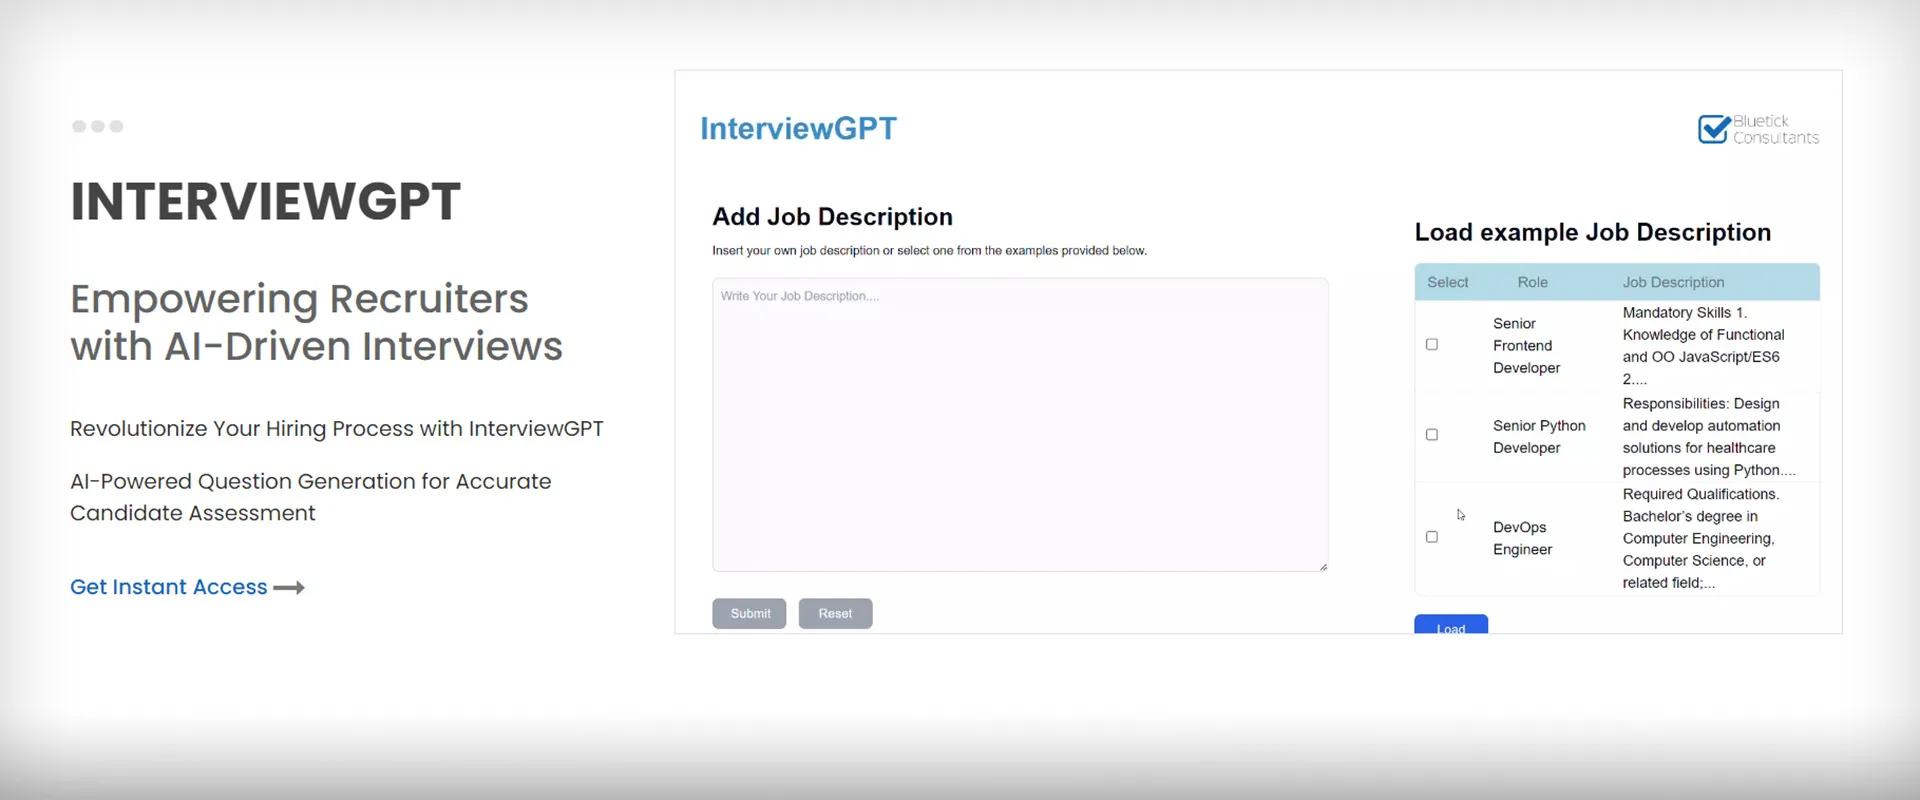 INTERVIEWGPT
Empowering Recruiters
with AI-Driven Interviews
Revolutionize Your Hiring Process with InterviewGPT
AI-Powered Question Generation for Accurate
Candidate Assessment
Get Instant Access
InterviewGPT
Bluetick
Consultants
Add Job Description
Insert your own job description or select one from the examples provided below.
Write Your Job Description....
Submit
Reset
Load example Job Description
Select
Role
Job Description
Senior
Frontend
Developer
Mandatory Skills 1.
Knowledge of Functional
and OO JavaScript/ES6
2....
Senior Python
Developer
Responsibilities: Design
and develop automation
solutions for healthcare
processes using Python....
DevOps
Engineer
Required Qualifications.
Bachelor's degree in
Computer Engineering,
Computer Science, or
related field;...
Load